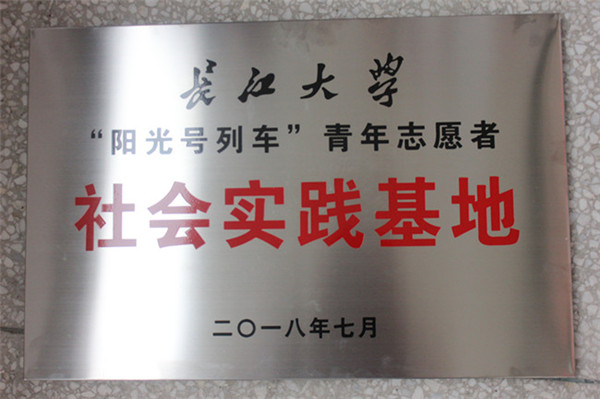 长江大学
“阳光号列车”青年志愿者
社会实践基地
二〇一八年七月